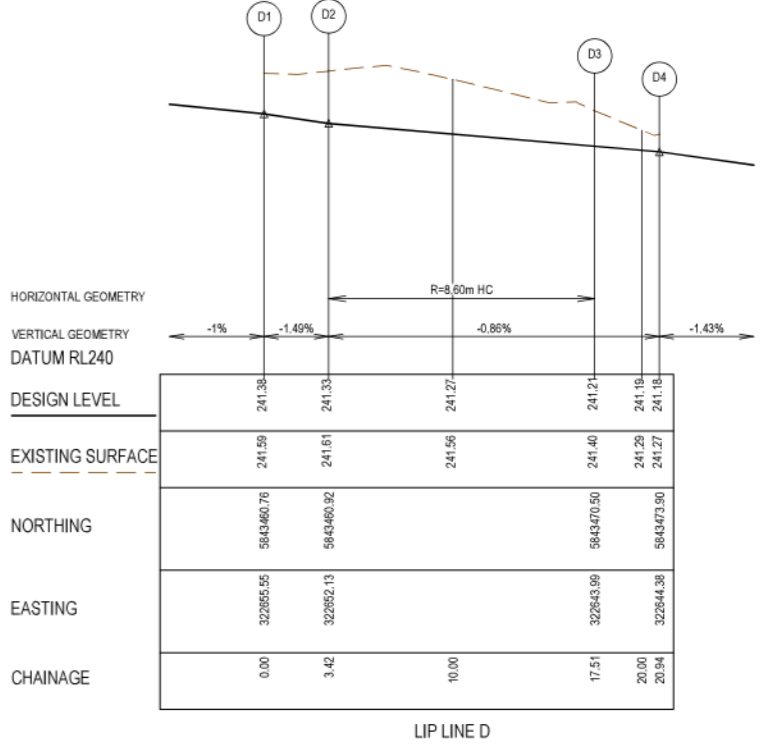 D1
D2
D3
D4
HORIZONTAL GEOMETRY
R=8.60m HC
VERTICAL GEOMETRY
-1%
-1.49%
-0.86%
-1.43%
DATUM RL240
DESIGN LEVEL
241.38
241.33
241.27
241.21
241.19
241.18
EXISTING SURFACE
241.59
241.61
241.56
241.40
241.29
241.27
NORTHING
5843460.76
5843460.92
5843470.50
5843473.90
EASTING
322655.55
322652.13
322643.99
322644.38
CHAINAGE
0.00
3.42
10.00
17.51
20.00
20.94
LIP LINE D